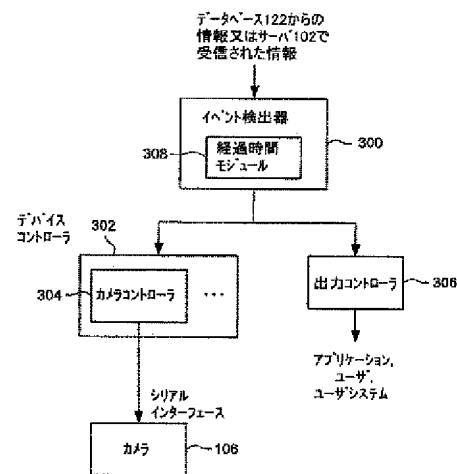 データベース122からの
情報又はサーバ102で
受信された情報
イベント検出器
308
経過時間
モジュール
300
デバイス
コントローラ
302
304
カメラコントローラ
・・・
出力コントローラ
306
アプリケーション,
ユーザ,
ユーザシステム
シリアル
インターフェース
カメラ
106